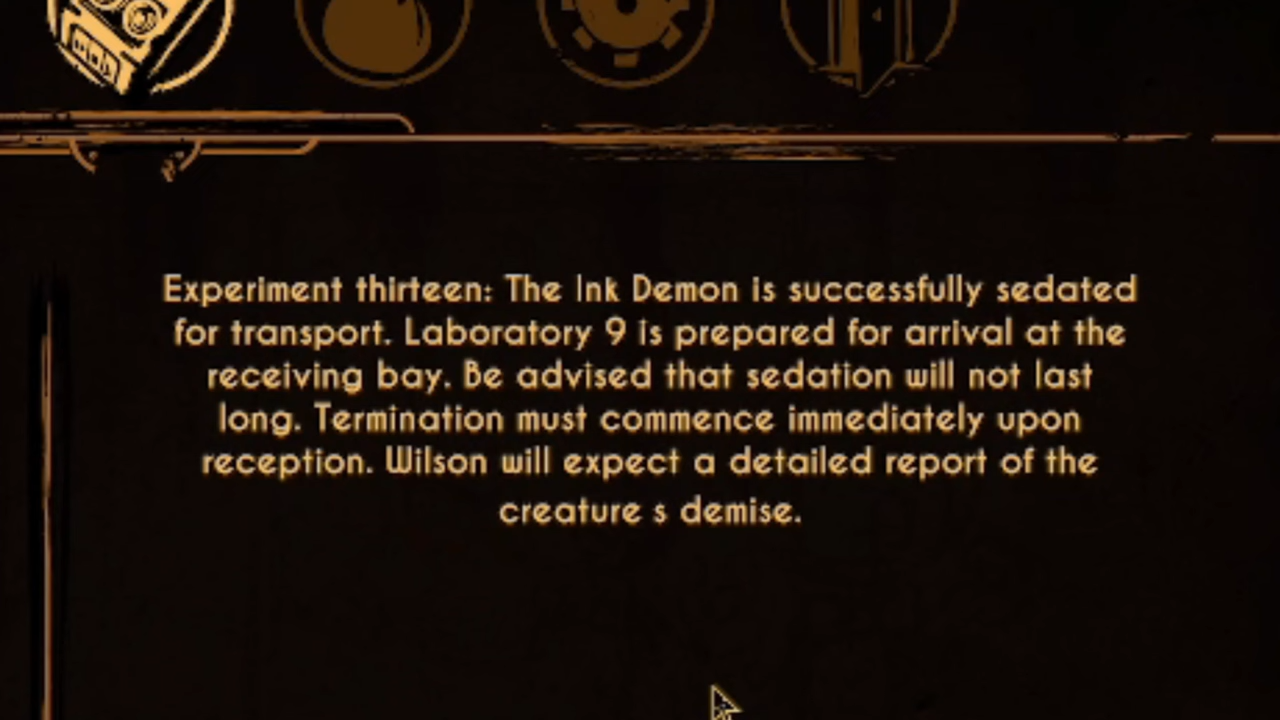 Experiment thirteen: The Ink Demon is successfully sedated
for transport. Laboratory 9 is prepared for arrival at the
receiving bay. Be advised that sedation will not last
long. Termination must commence immediately upon
reception. Wilson will expect a detailed report of the
creature s demise.